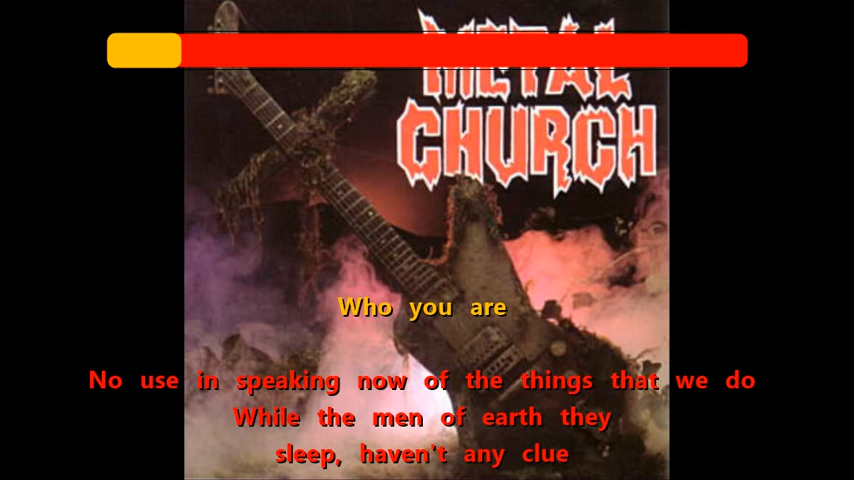 METAL
CHURCH
Who you are
No use in speaking now of the things that we do
While the men of earth they
sleep, haven't any clue